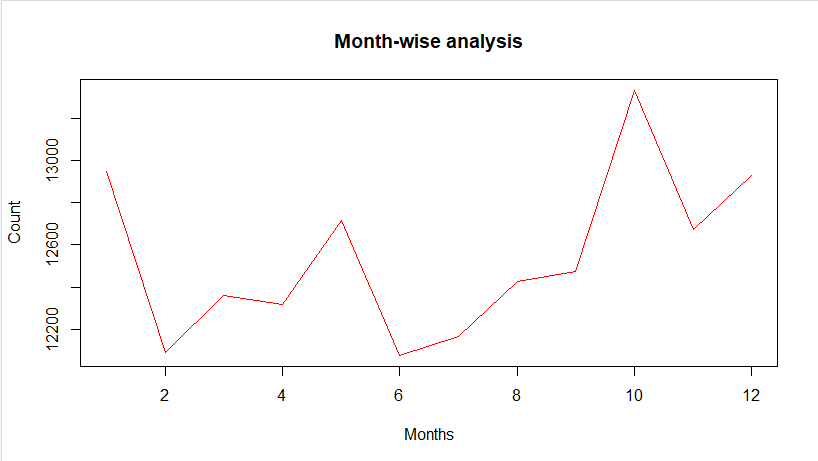 Month-wise analysis
13000
12600
12200
Count
2 4 6 8 10 12
Months